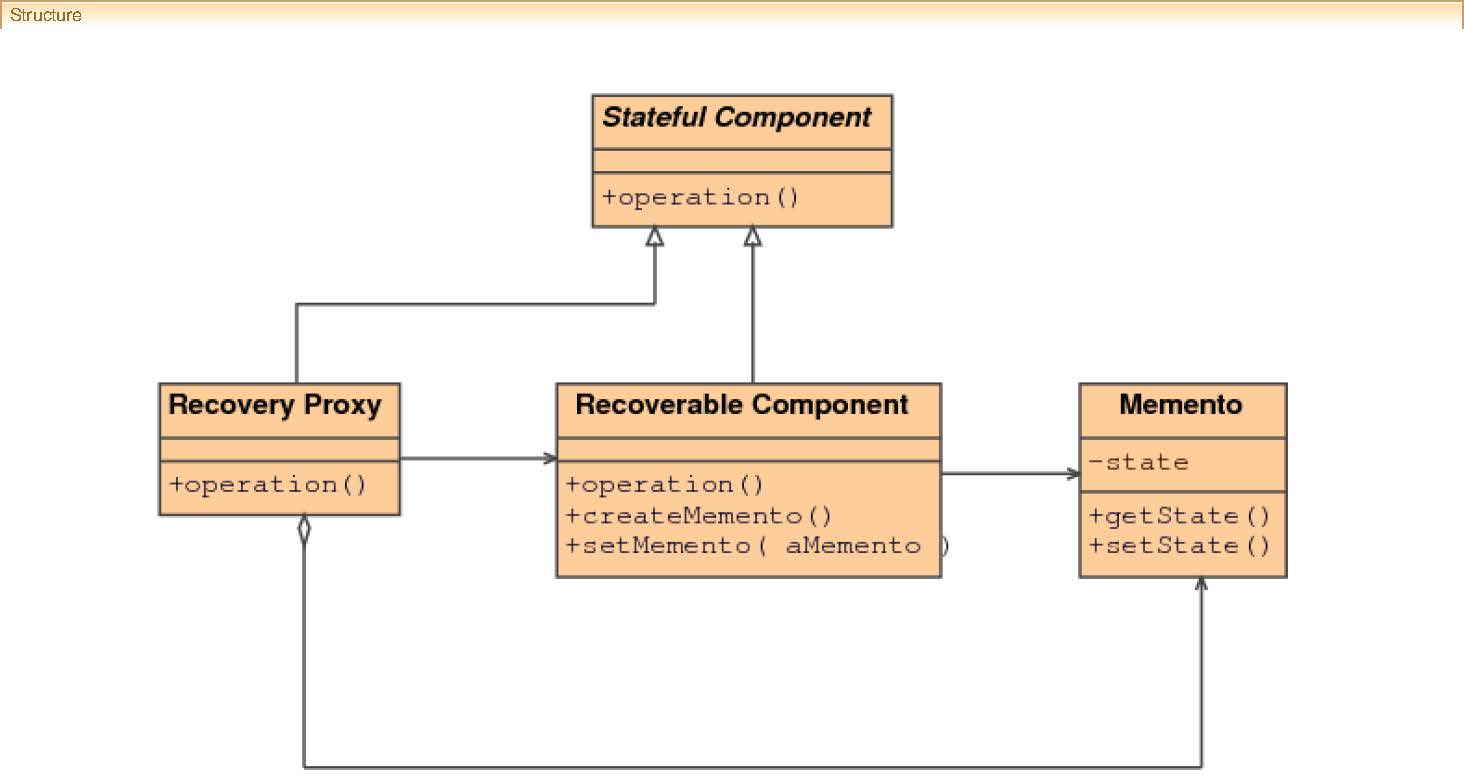 Structure
Stateful Component
+operation()
Recovery Proxy
+operation()
Recoverable Component
+operation()
+createMemento()
+setMemento( aMemento )
Memento
-state
+getState()
+setState()